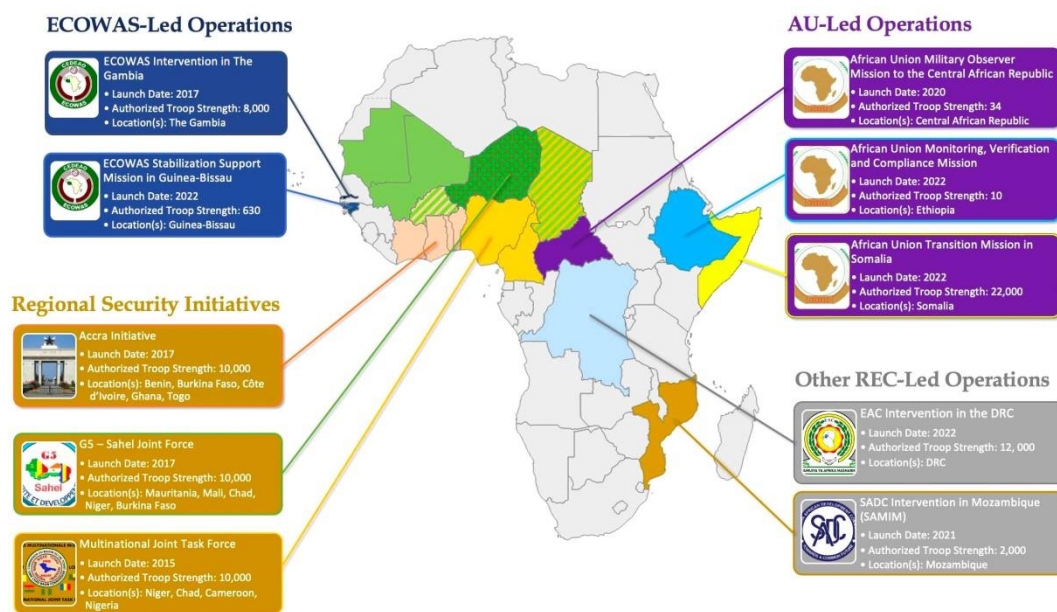 ECOWAS-Led Operations
CEDEAO
ECOWAS
ECOWAS Intervention in The
Gambia
• Launch Date: 2017
• Authorized Troop Strength: 8,000
• Location(s): The Gambia
CEDEAO
ECOWAS
ECOWAS Stabilization Support
Mission in Guinea-Bissau
• Launch Date: 2022
• Authorized Troop Strength: 630
• Location(s): Guinea-Bissau
Regional Security Initiatives
Accra Initiative
• Launch Date: 2017
• Authorized Troop Strength: 10,000
• Location(s): Benin, Burkina Faso, Côte
d'Ivoire, Ghana, Togo
G5
Sahel
G5 – Sahel Joint Force
• Launch Date: 2017
• Authorized Troop Strength: 10,000
• Location(s): Mauritania, Mali, Chad,
Niger, Burkina Faso
Multinational Joint Task Force
• Launch Date: 2015
• Authorized Troop Strength: 10,000
• Location(s): Niger, Chad, Cameroon,
Nigeria
AU-Led Operations
African Union Military Observer
Mission to the Central African Republic
• Launch Date: 2020
• Authorized Troop Strength: 34
• Location(s): Central African Republic
African Union Monitoring, Verification
and Compliance Mission
• Launch Date: 2022
• Authorized Troop Strength: 10
• Location(s): Ethiopia
African Union Transition Mission in
Somalia
• Launch Date: 2022
• Authorized Troop Strength: 22,000
• Location(s): Somalia
Other REC-Led Operations
EAC Intervention in the DRC
• Launch Date: 2022
• Authorized Troop Strength: 12, 000
• Location(s): DRC
SADC
SADC Intervention in Mozambique
(SAMIM)
• Launch Date: 2021
• Authorized Troop Strength: 2,000
• Location(s): Mozambique